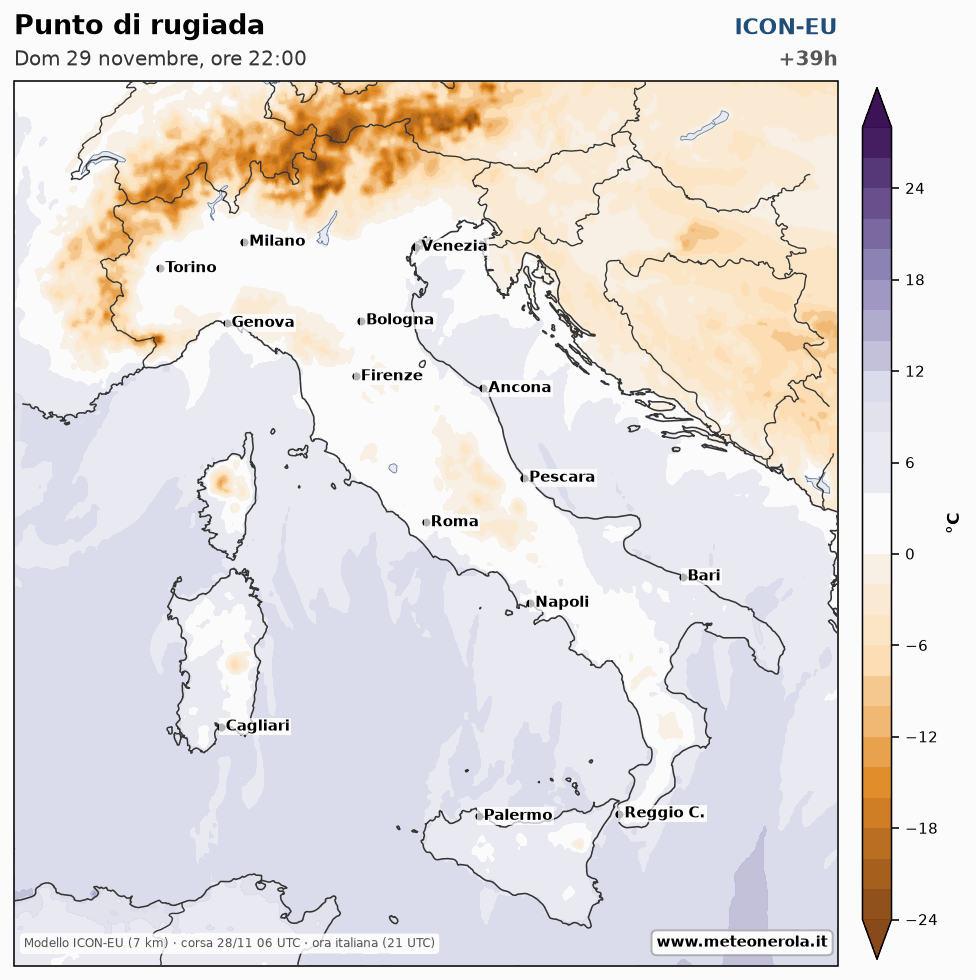 Punto di rugiada
ICON-EU
Dom 29 novembre, ore 22:00
+39h
Milano
Venezia
Torino
Genova
Bologna
Firenze
Ancona
Pescara
Roma
Bari
Napoli
Cagliari
Palermo
Reggio C.
24
18
12
6
0
−6
−12
−18
−24
°C
Modello ICON-EU (7 km) · corsa 28/11 06 UTC · ora italiana (21 UTC)
www.meteonerola.it